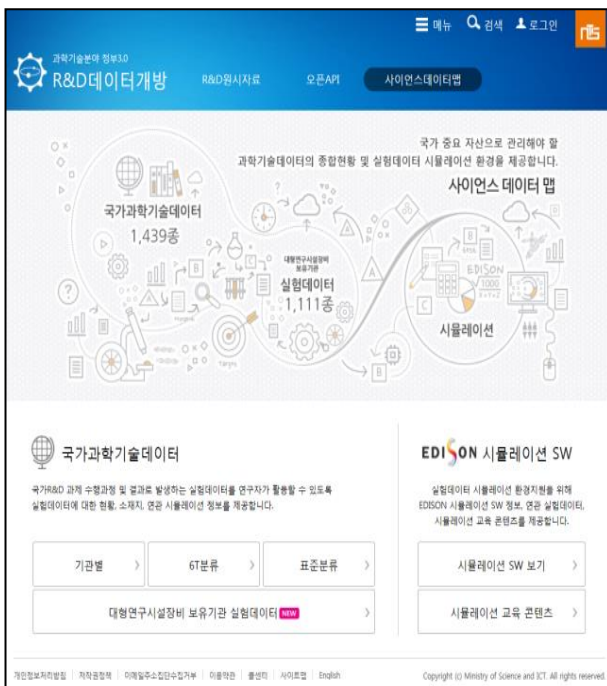 메뉴 검색 로그인
ntis
과학기술분야 정부3.0
R&D데이터개방 R&D원시자료 오픈API 사이언스데이터맵
국가 중요 자산으로 관리해야 할
과학기술데이터의 종합현황 및 실험데이터 시뮬레이션 환경을 제공합니다.
사이언스 데이터 맵
국가과학기술데이터
1,439종
대형연구시설장비
보유기관
실험데이터
1,111종
EDISON
시뮬레이션
국가과학기술데이터
국가R&D 과제 수행과정 및 결과로 발생하는 실험데이터를 연구자가 활용할 수 있도록
실험데이터에 대한 현황, 소재지, 연관 시뮬레이션 정보를 제공합니다.
기관별 6T분류 표준분류
대형연구시설장비 보유기관 실험데이터 NEW
EDISON 시뮬레이션 SW
실험데이터 시뮬레이션 환경지원을 위해
EDISON 시뮬레이션 SW 정보, 연관 실험데이터,
시뮬레이션 교육 콘텐츠를 제공합니다.
시뮬레이션 SW 보기
시뮬레이션 교육 콘텐츠
개인정보처리방침 저작권정책 이메일주소집단수집거부 이용약관 콜센터 사이트맵 English
Copyright (c) Ministry of Science and ICT. All rights reserved.